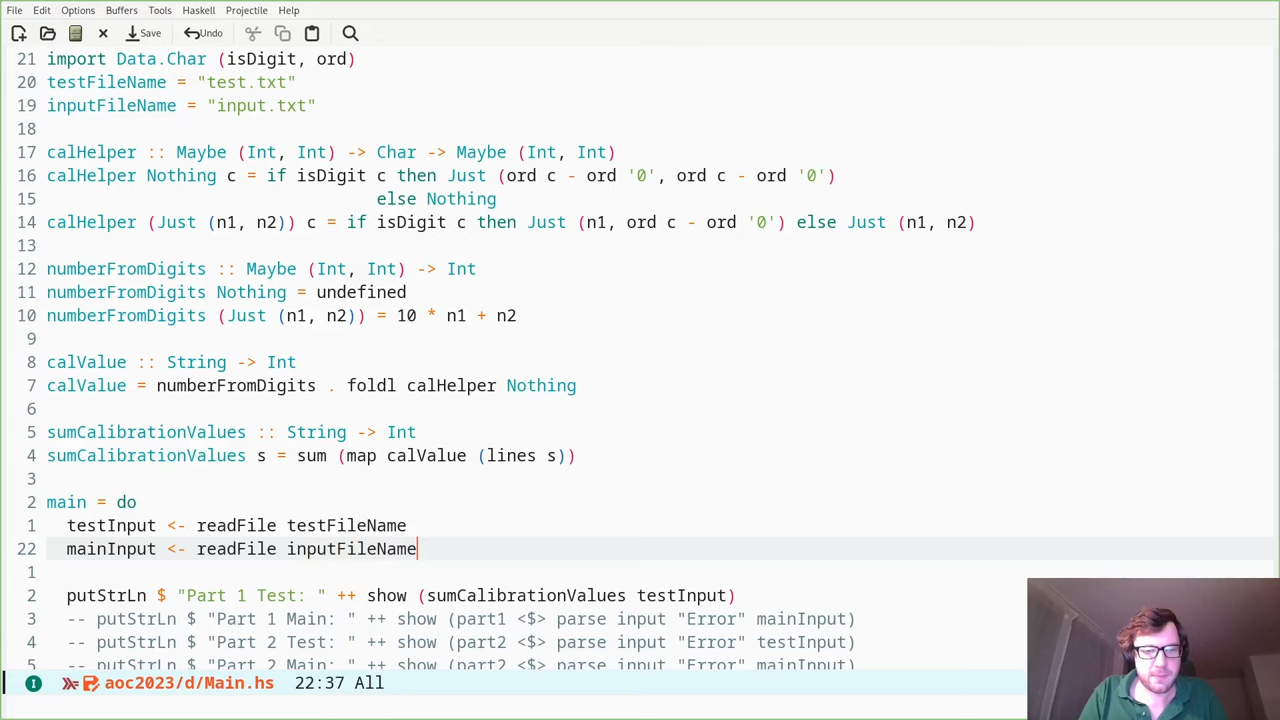 File Edit Options Buffers Tools Haskell Projectile Help
Save Undo
21 import Data.Char (isDigit, ord)
20 testFileName = "test.txt"
19 inputFileName = "input.txt"
18
17 calHelper :: Maybe (Int, Int) -> Char -> Maybe (Int, Int)
16 calHelper Nothing c = if isDigit c then Just (ord c - ord '0', ord c - ord '0')
15 else Nothing
14 calHelper (Just (n1, n2)) c = if isDigit c then Just (n1, ord c - ord '0') else Just (n1, n2)
13
12 numberFromDigits :: Maybe (Int, Int) -> Int
11 numberFromDigits Nothing = undefined
10 numberFromDigits (Just (n1, n2)) = 10 * n1 + n2
9
8 calValue :: String -> Int
7 calValue = numberFromDigits . foldl calHelper Nothing
6
5 sumCalibrationValues :: String -> Int
4 sumCalibrationValues s = sum (map calValue (lines s))
3
2 main = do
1 testInput <- readFile testFileName
22 mainInput <- readFile inputFileName
1
2 putStrLn $ "Part 1 Test: " ++ show (sumCalibrationValues testInput)
3 -- putStrLn $ "Part 1 Main: " ++ show (part1 <$> parse input "Error" mainInput)
4 -- putStrLn $ "Part 2 Test: " ++ show (part2 <$> parse input "Error" testInput)
5 -- putStrLn $ "Part 2 Main: " ++ show (part2 <$> parse input "Error" mainInput)
I aoc2023/d/Main.hs 22:37 All